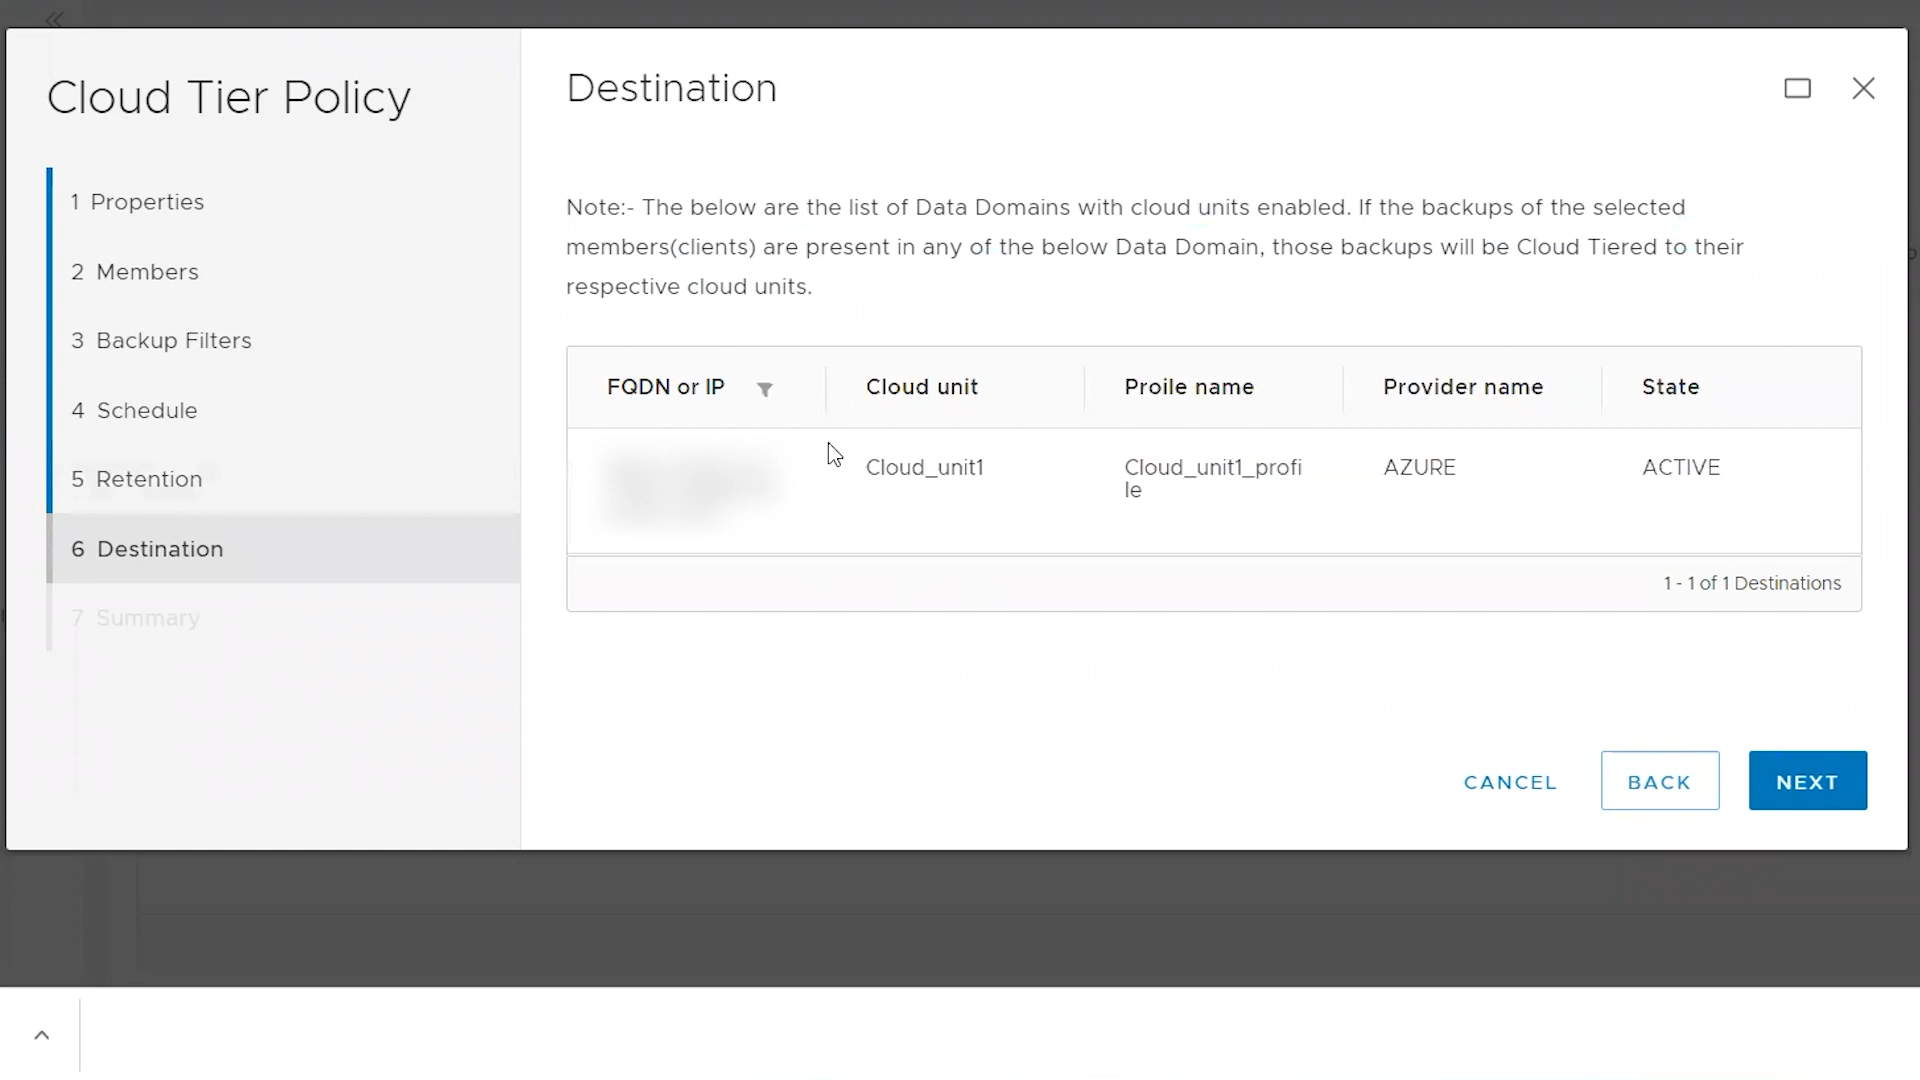 Cloud Tier Policy
1 Properties
2 Members
3 Backup Filters
4 Schedule
5 Retention
6 Destination
7 Summary
Destination
Note:- The below are the list of Data Domains with cloud units enabled. If the backups of the selected
members(clients) are present in any of the below Data Domain, those backups will be Cloud Tiered to their
respective cloud units.
FQDN or IP Cloud unit Proile name Provider name State
Cloud_unit1 Cloud_unit1_profi AZURE ACTIVE
le
1 - 1 of 1 Destinations
CANCEL BACK NEXT